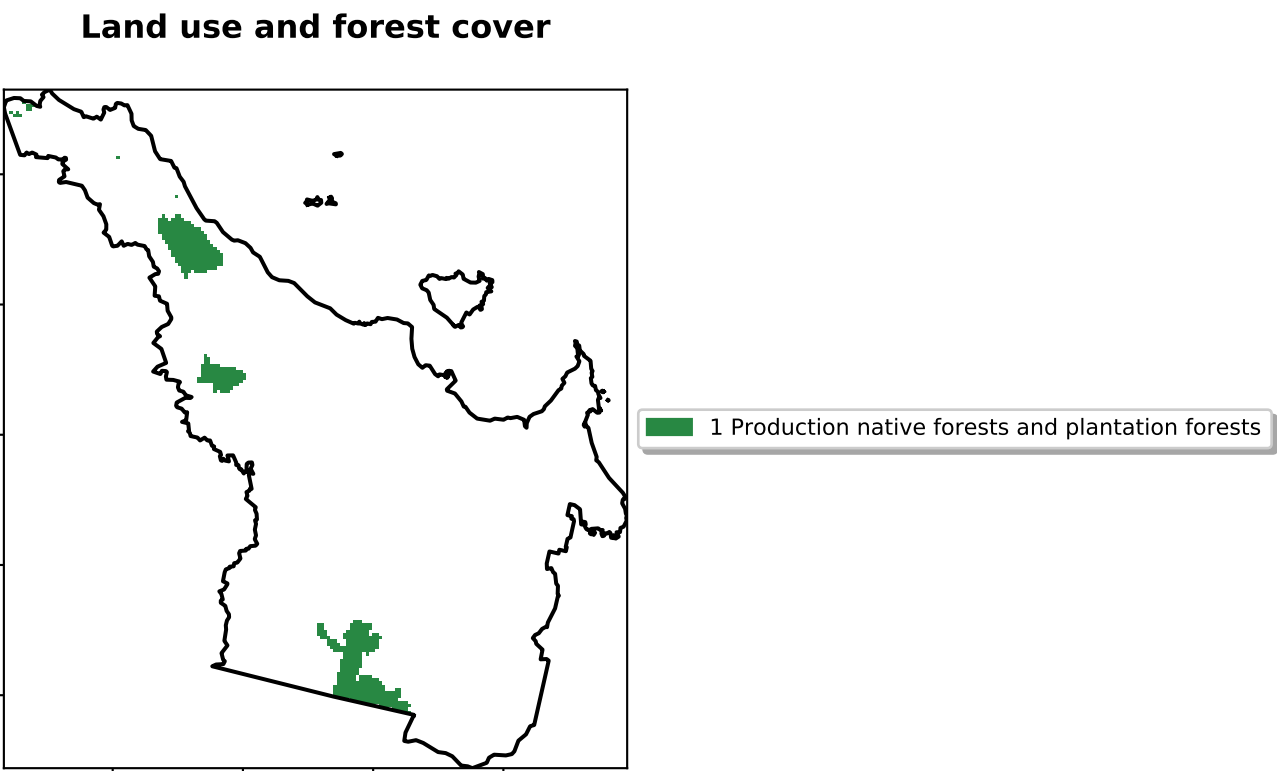 Land use and forest cover
1 Production native forests and plantation forests